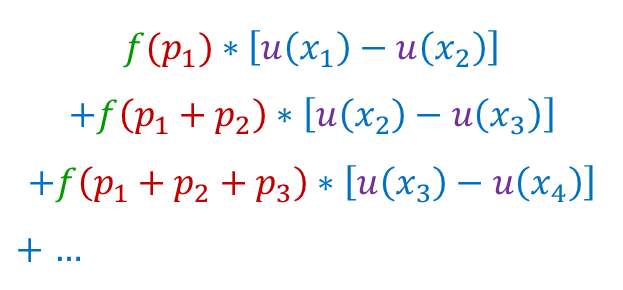 f(p₁) * [u(x₁) − u(x₂)]
+f(p₁ + p₂) * [u(x₂) − u(x₃)]
+f(p₁ + p₂ + p₃) * [u(x₃) − u(x₄)]
+ ...